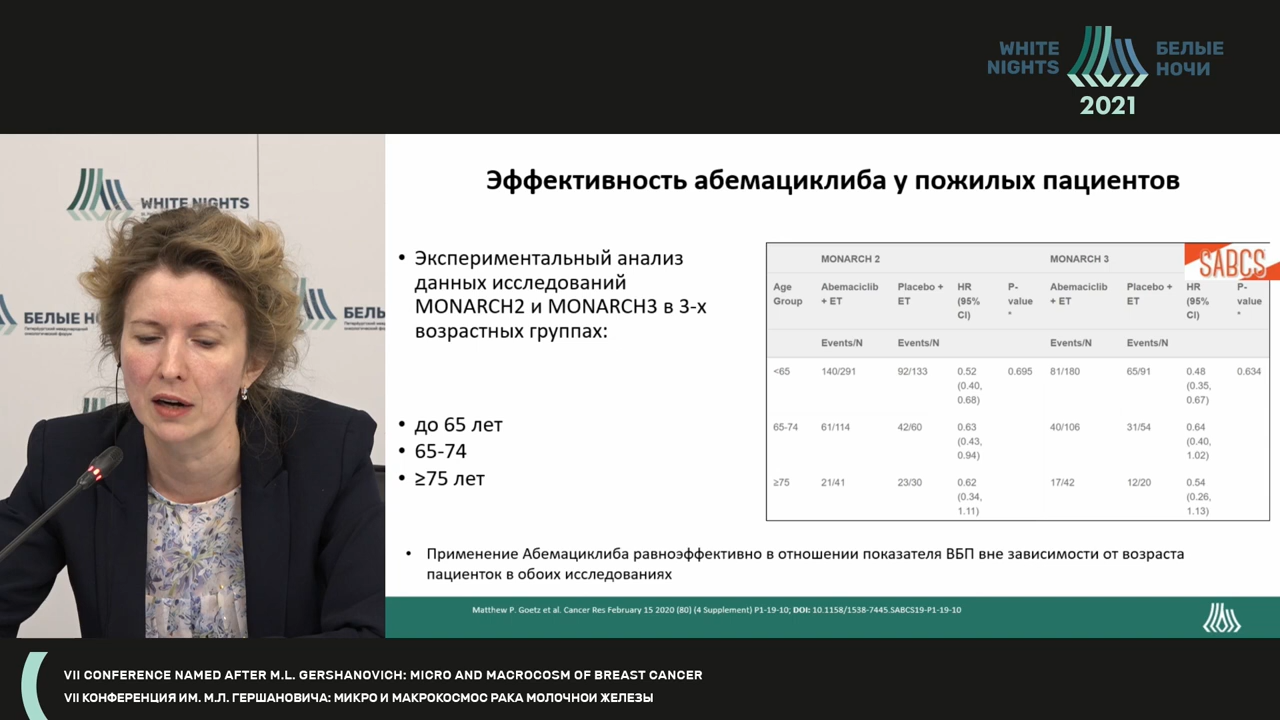 WHITE NIGHTS
БЕЛЫЕ НОЧИ
2021
WHITE NIGHTS
БЕЛЫЕ НО
БЕЛЬ
Эффективность абемациклиба у пожилых пациентов
• Экспериментальный анализ
данных исследований
MONARCH2 и MONARCH3 в 3-х
возрастных группах:
• до 65 лет
• 65-74
• ≥75 лет
SABCS
MONARCH 2 MONARCH 3
Age Group Abemaciclib + ET Placebo + ET HR (95% CI) P-value * Abemaciclib + ET Placebo + ET HR (95% CI) P-value *
Events/N Events/N Events/N Events/N
<65 140/291 92/133 0.52 (0.40, 0.68) 0.695 81/180 65/91 0.48 (0.35, 0.67) 0.634
65-74 61/114 42/60 0.63 (0.43, 0.94) 40/106 31/54 0.64 (0.40, 1.02)
≥75 21/41 23/30 0.62 (0.34, 1.11) 17/42 12/20 0.54 (0.26, 1.13)
• Применение Абемациклиба равноэффективно в отношении показателя ВБП вне зависимости от возраста
пациенток в обоих исследованиях
Matthew P. Goetz et al. Cancer Res February 15 2020 (80) (4 Supplement) P1-19-10; DOI: 10.1158/1538-7445.SABCS19-P1-19-10
VII CONFERENCE NAMED AFTER M.L. GERSHANOVICH: MICRO AND MACROCOSM OF BREAST CANCER
VII КОНФЕРЕНЦИЯ ИМ. М.Л. ГЕРШАНОВИЧА: МИКРО И МАКРОКОСМОС РАКА МОЛОЧНОЙ ЖЕЛЕЗЫ